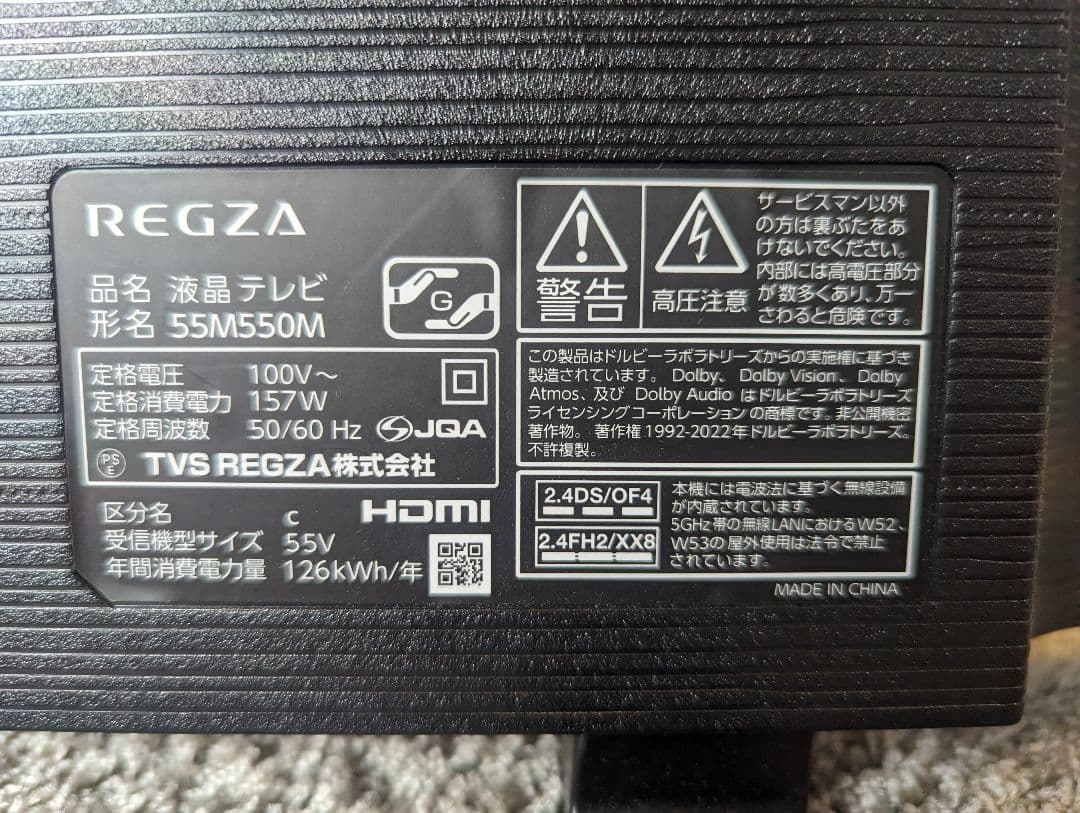 REGZA
品名 液晶テレビ
形名 55M550M
G
定格電圧 100V～
定格消費電力 157W
定格周波数 50/60 Hz JQA
PS
E
TVS REGZA株式会社
区分名 c HDMI
受信機型サイズ 55V
年間消費電力量 126kWh/年
警告
高圧注意
サービスマン以外
の方は裏ぶたをあ
けないでください。
内部には高電圧部分
が数多くあり、万一
さわると危険です。
この製品はドルビーラボラトリーズからの実施権に基づき
製造されています。 Dolby、 Dolby Vision、 Dolby
Atmos、及び Dolby Audio はドルビーラボラトリーズ
ライセンシングコーポレーションの商標です。非公開機密
著作物。 著作権 1992-2022年ドルビーラボラトリーズ。
不許複製。
2.4DS/OF4
2.4FH2/XX8
本機には電波法に基づく無線設備
が内蔵されています。
5GHz帯の無線LANにおけるW52、
W53の屋外使用は法令で禁止
されています。
MADE IN CHINA